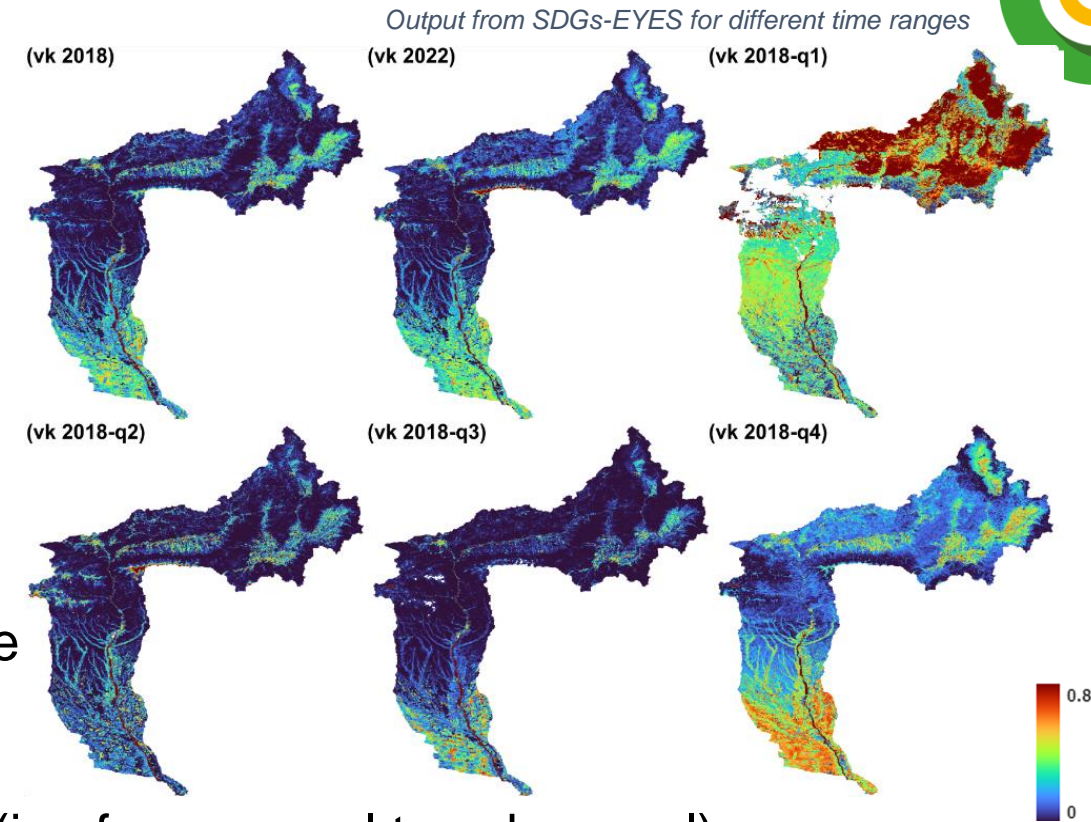 Output from SDGs-EYES for different time ranges
(vk 2018)
(vk 2022)
(vk 2018-q1)
(vk 2018-q2)
(vk 2018-q3)
(vk 2018-q4)
e
0.8
0